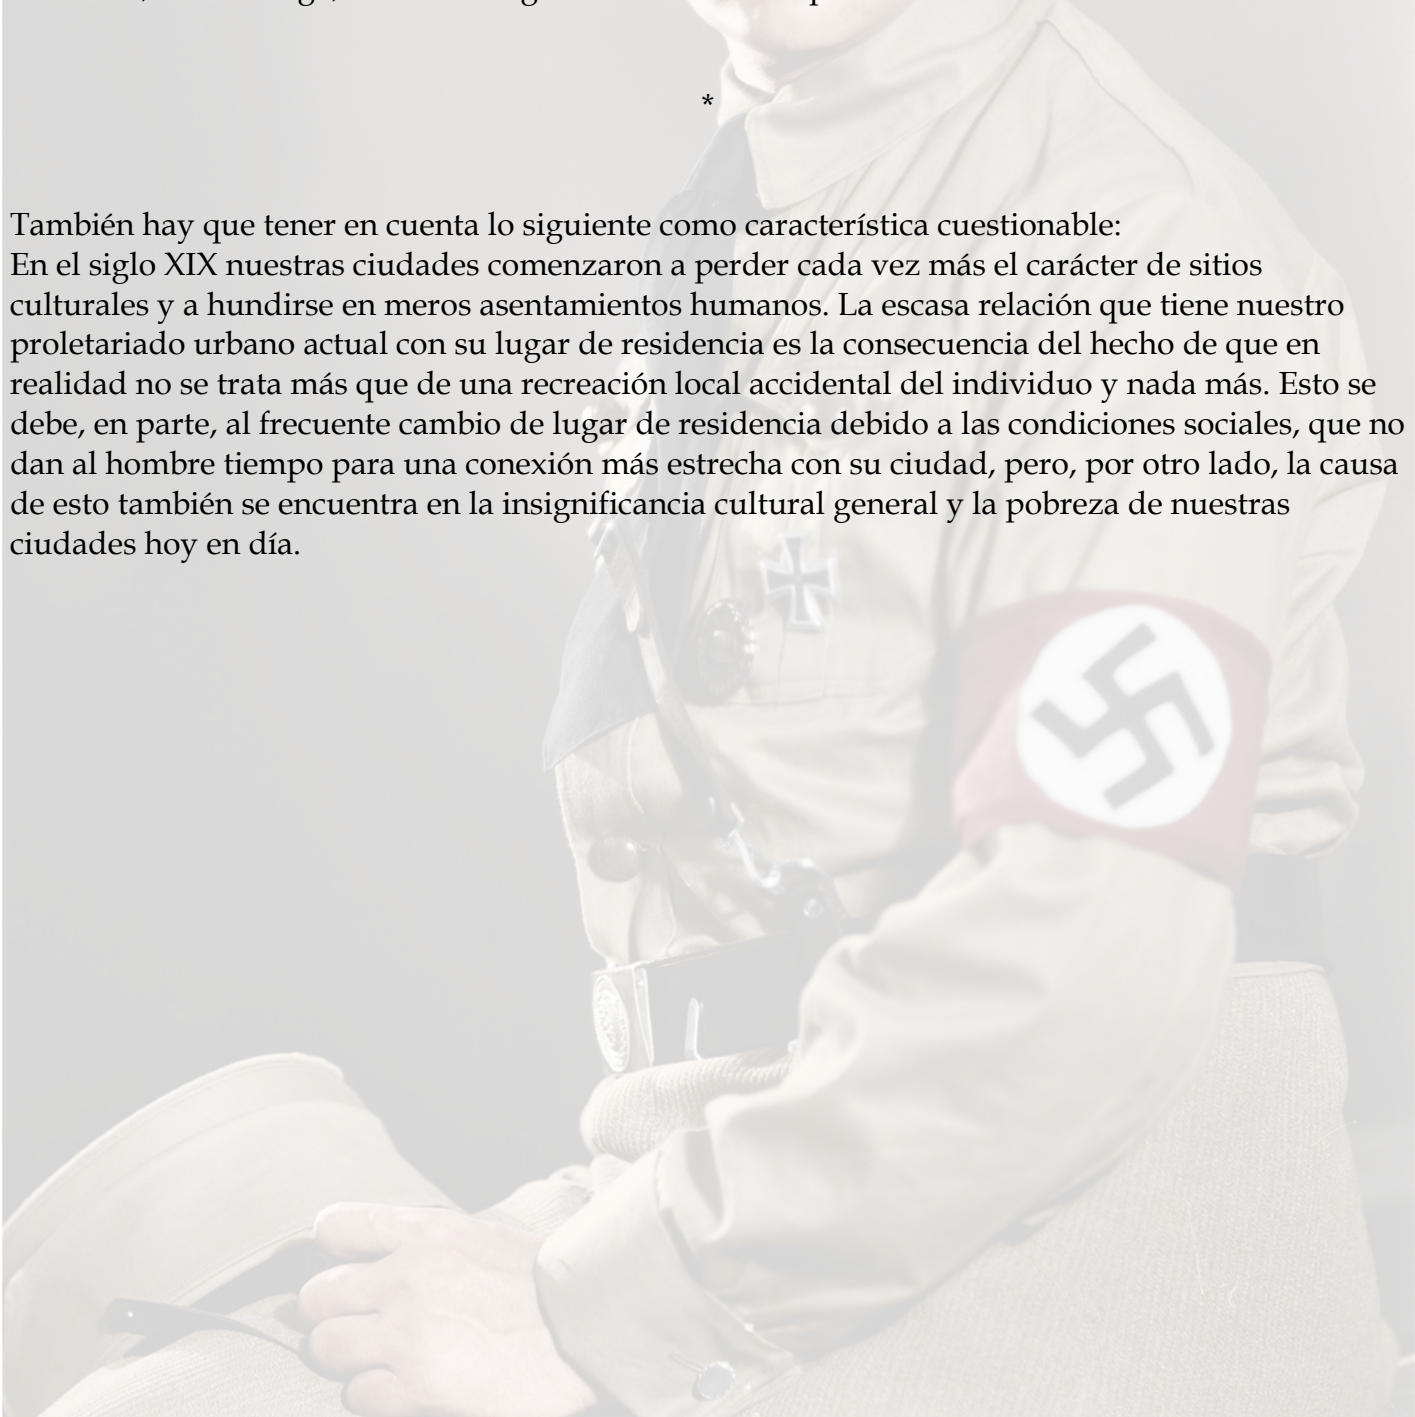 *
También hay que tener en cuenta lo siguiente como característica cuestionable:
En el siglo XIX nuestras ciudades comenzaron a perder cada vez más el carácter de sitios
culturales y a hundirse en meros asentamientos humanos. La escasa relación que tiene nuestro
proletariado urbano actual con su lugar de residencia es la consecuencia del hecho de que en
realidad no se trata más que de una recreación local accidental del individuo y nada más. Esto se
debe, en parte, al frecuente cambio de lugar de residencia debido a las condiciones sociales, que no
dan al hombre tiempo para una conexión más estrecha con su ciudad, pero, por otro lado, la causa
de esto también se encuentra en la insignificancia cultural general y la pobreza de nuestras
ciudades hoy en día.